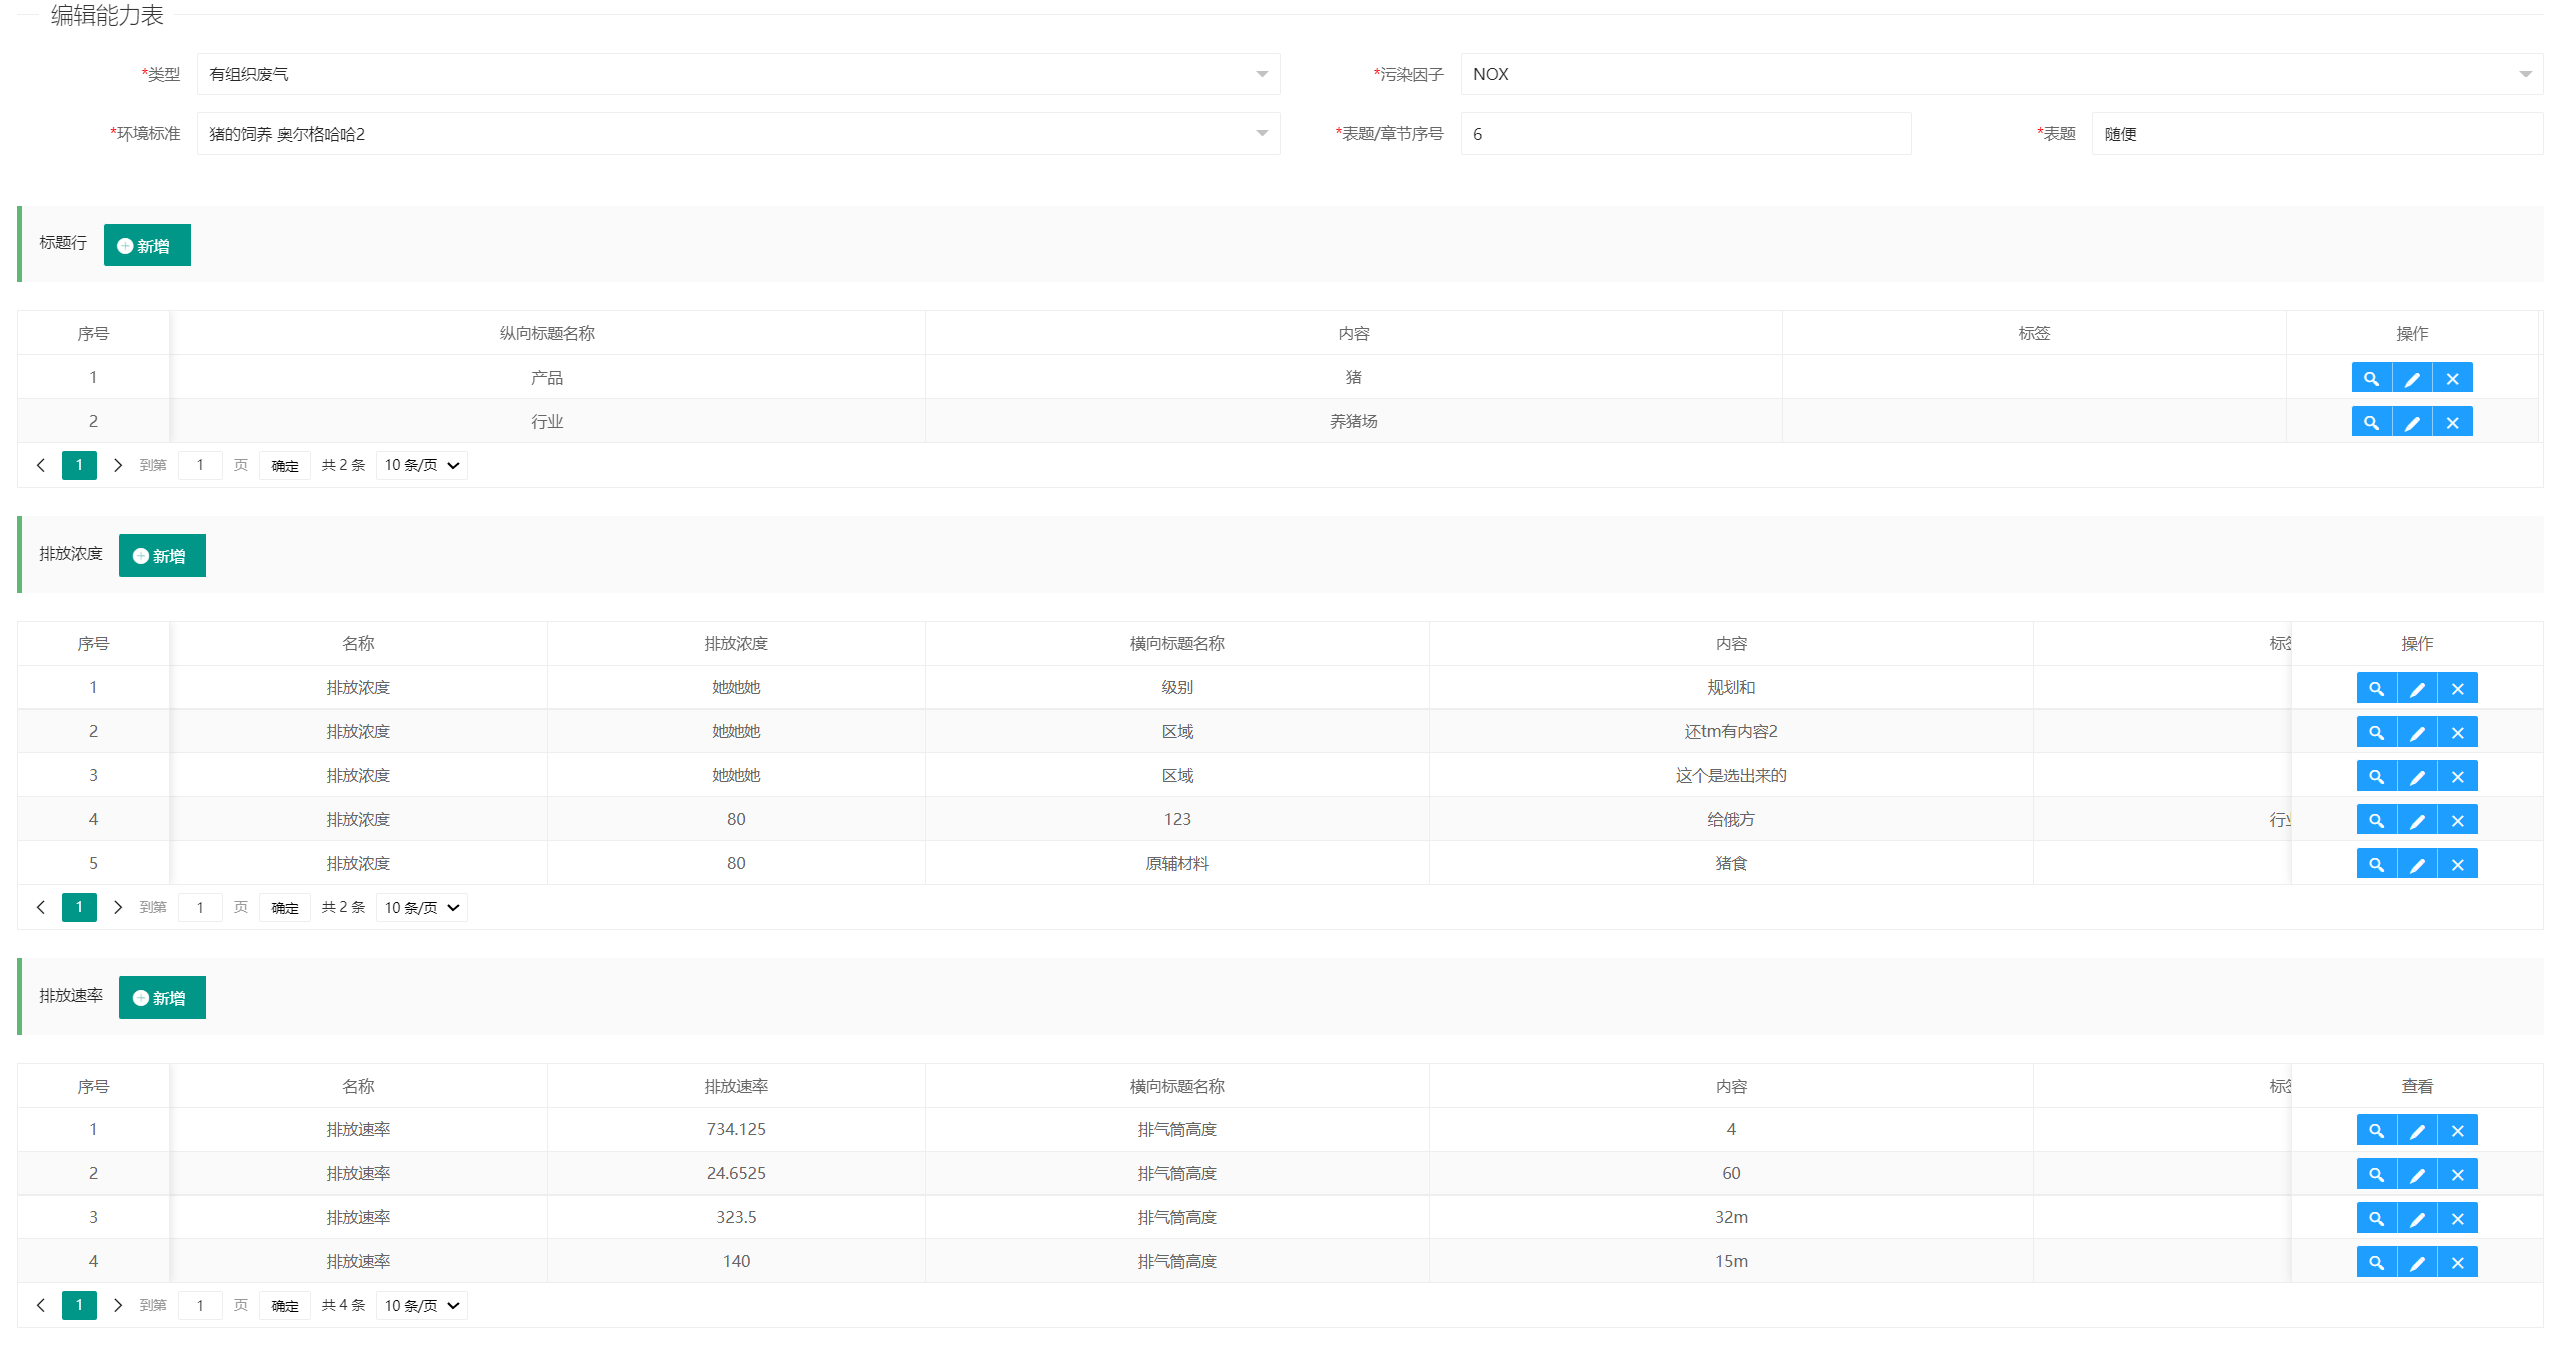 编辑能力表
*类型 有组织废气 *污染因子 NOX
*环境标准 猪的饲养 奥尔格哈哈2 *表题/章节序号 6 *表题 随便
标题行 新增
序号 纵向标题名称 内容 标签 操作
1 产品 猪
2 行业 养猪场
1 到第 1 页 确定 共 2 条 10 条/页
排放浓度 新增
序号 名称 排放浓度 横向标题名称 内容 标 操作
1 排放浓度 她她她 级别 规划和
2 排放浓度 她她她 区域 还tm有内容2
3 排放浓度 她她她 区域 这个是选出来的
4 排放浓度 80 123 给俄方 行
5 排放浓度 80 原辅材料 猪食
1 到第 1 页 确定 共 2 条 10 条/页
排放速率 新增
序号 名称 排放速率 横向标题名称 内容 标 查看
1 排放速率 734.125 排气筒高度 4
2 排放速率 24.6525 排气筒高度 60
3 排放速率 323.5 排气筒高度 32m
4 排放速率 140 排气筒高度 15m
1 到第 1 页 确定 共 4 条 10 条/页